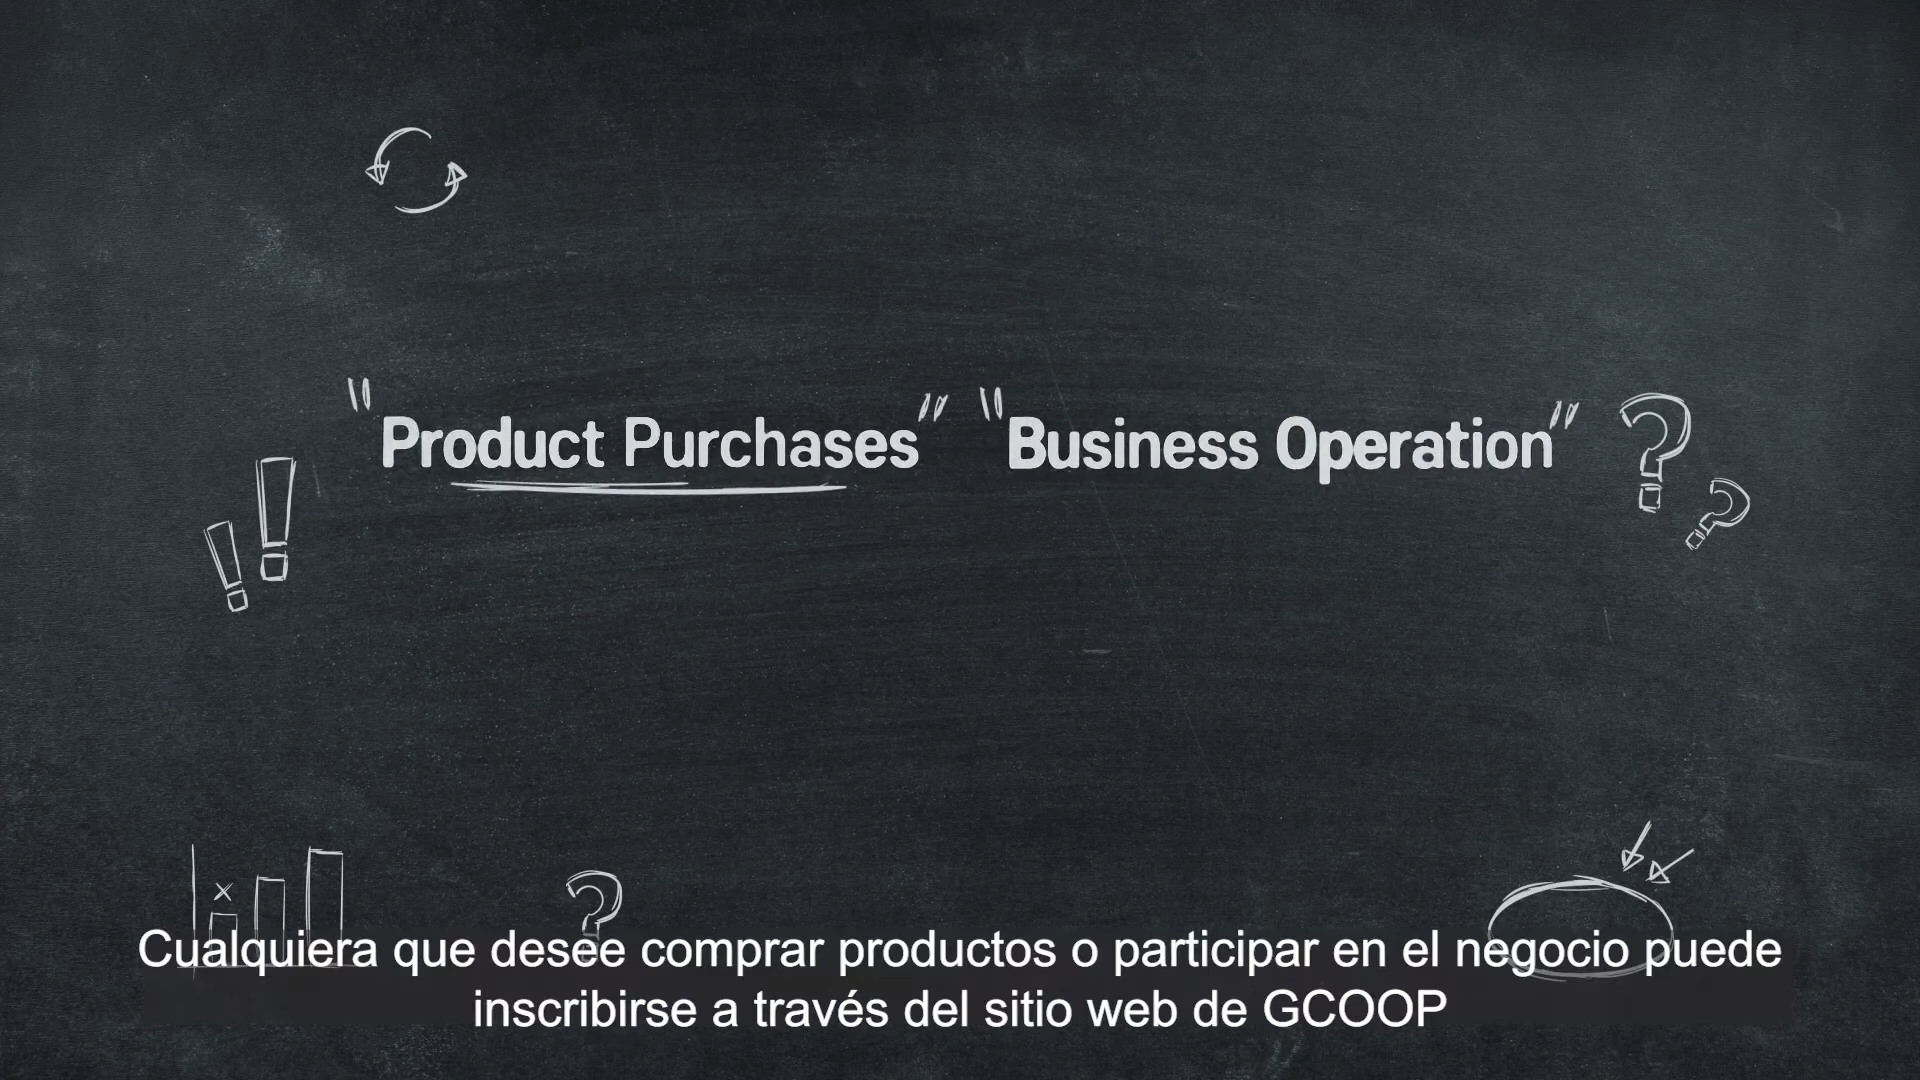 "Product Purchases" "Business Operation"
Cualquiera que desee comprar productos o participar en el negocio puede
inscribirse a través del sitio web de GCOOP